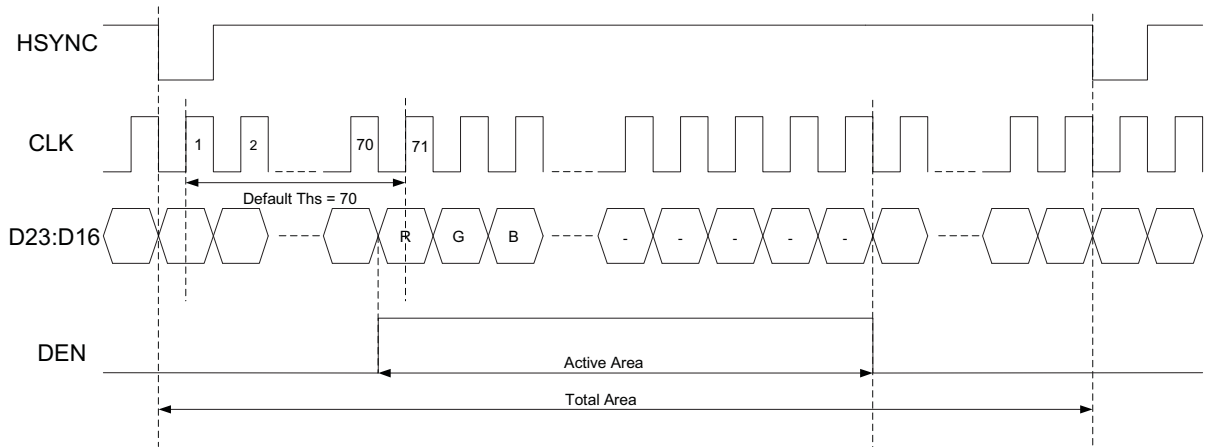 HSYNC
CLK
1
2
70
71
Default Ths = 70
D23:D16
R
G
B
-
-
-
-
-
DEN
Active Area
Total Area